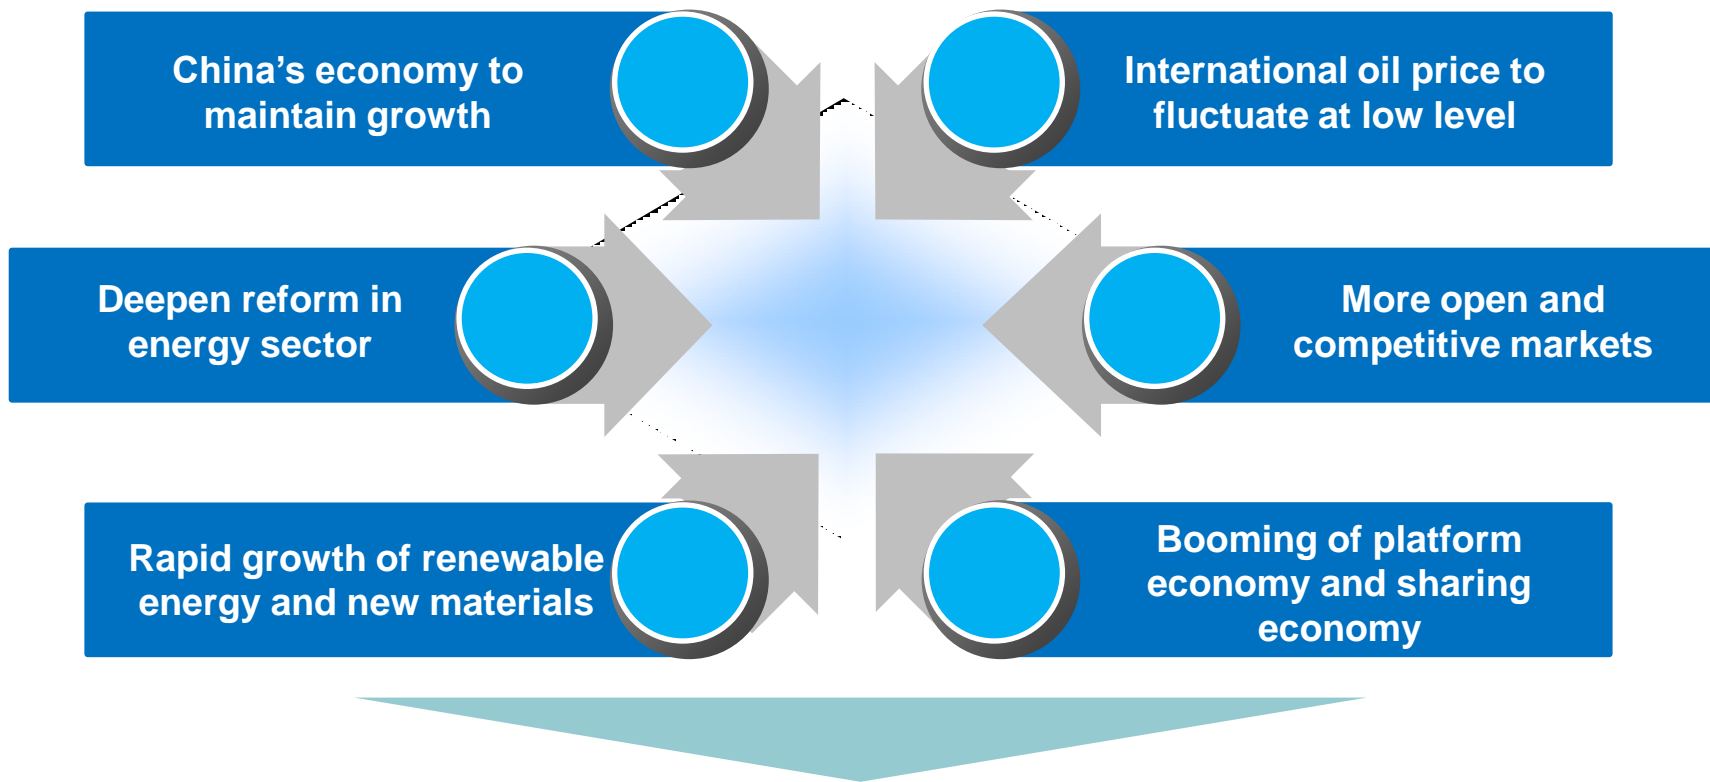 China’s economy to
maintain growth
International oil price to
fluctuate at low level
Deepen reform in
energy sector
More open and
competitive markets
Rapid growth of renewable
energy and new materials
Booming of platform
economy and sharing
economy